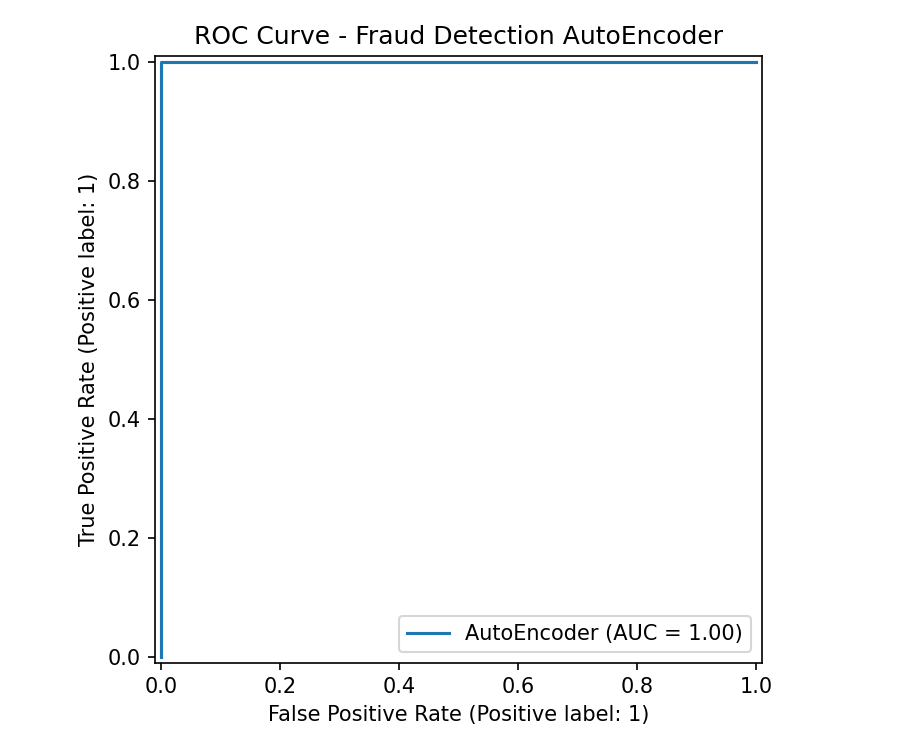 ROC Curve - Fraud Detection AutoEncoder
True Positive Rate (Positive label: 1)
1.0
0.8
0.6
0.4
0.2
0.0
AutoEncoder (AUC = 1.00)
0.0 0.2 0.4 0.6 0.8 1.0
False Positive Rate (Positive label: 1)